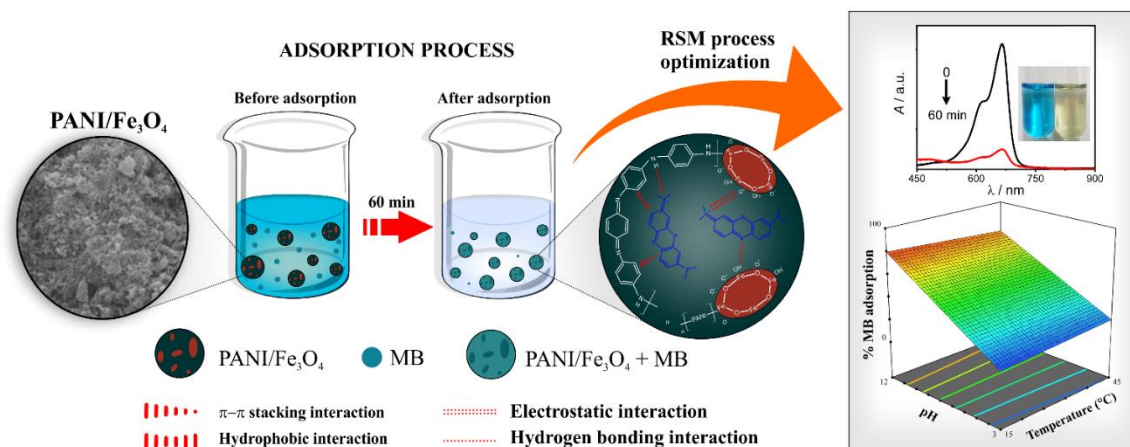 ADSORPTION PROCESS
RSM process
optimization
PANI/Fe₃O₄
Before adsorption
After adsorption
60 min
PANI/Fe₃O₄
MB
PANI/Fe₃O₄ + MB
π–π stacking interaction
Hydrophobic interaction
Electrostatic interaction
Hydrogen bonding interaction
A / a.u.
0
60 min
450
600
750
900
λ / nm
% MB adsorption
100
0
12
pH
3
15
Temperature (°C)
45
PANI